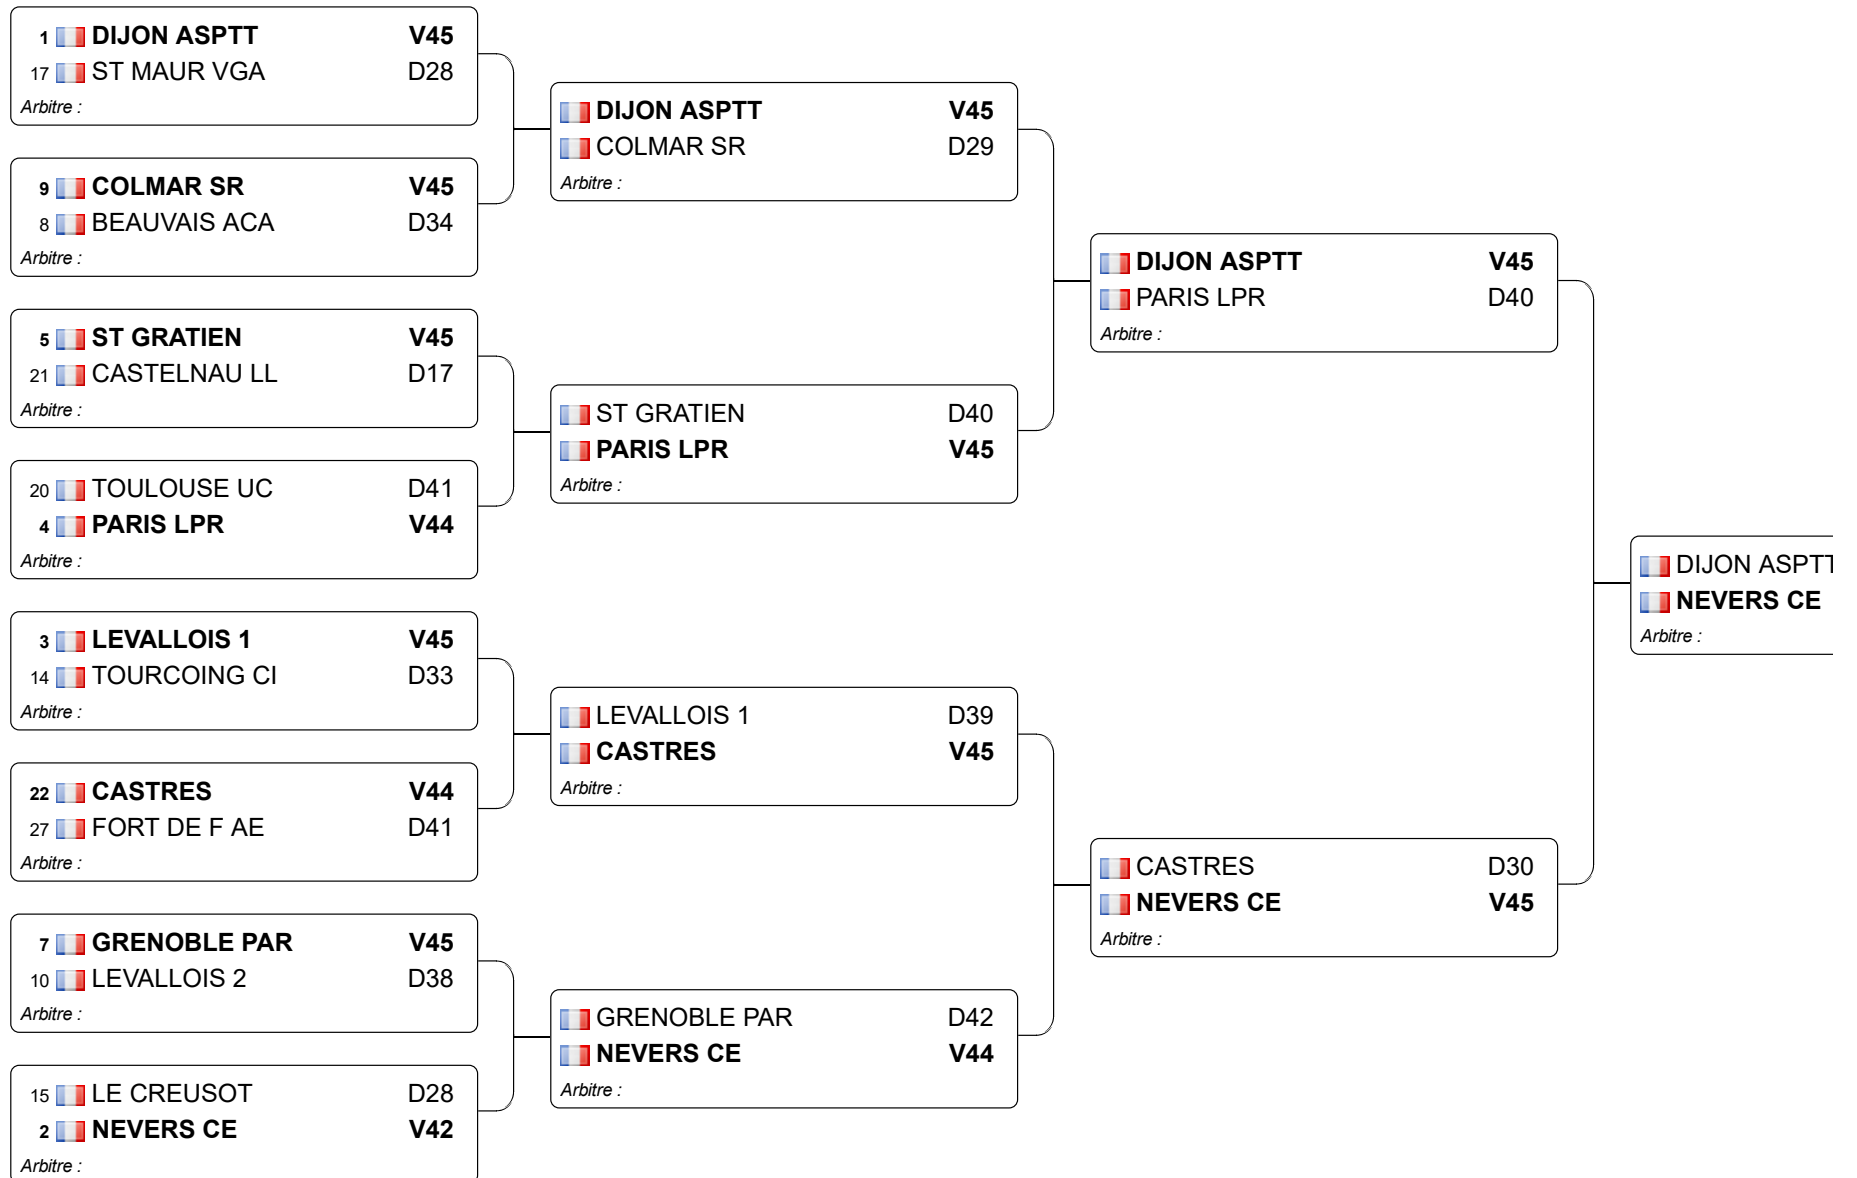 1 DIJON ASPTT V45
17 ST MAUR VGA D28
Arbitre :
9 COLMAR SR V45
8 BEAUVAIS ACA D34
Arbitre :
5 ST GRATIEN V45
21 CASTELNAU LL D17
Arbitre :
20 TOULOUSE UC D41
4 PARIS LPR V44
Arbitre :
3 LEVALLOIS 1 V45
14 TOURCOING CI D33
Arbitre :
22 CASTRES V44
27 FORT DE F AE D41
Arbitre :
7 GRENOBLE PAR V45
10 LEVALLOIS 2 D38
Arbitre :
15 LE CREUSOT D28
2 NEVERS CE V42
Arbitre :
DIJON ASPTT V45
COLMAR SR D29
Arbitre :
ST GRATIEN D40
PARIS LPR V45
Arbitre :
LEVALLOIS 1 D39
CASTRES V45
Arbitre :
GRENOBLE PAR D42
NEVERS CE V44
Arbitre :
DIJON ASPTT V45
PARIS LPR D40
Arbitre :
CASTRES D30
NEVERS CE V45
Arbitre :
DIJON ASPTT
NEVERS CE
Arbitre :